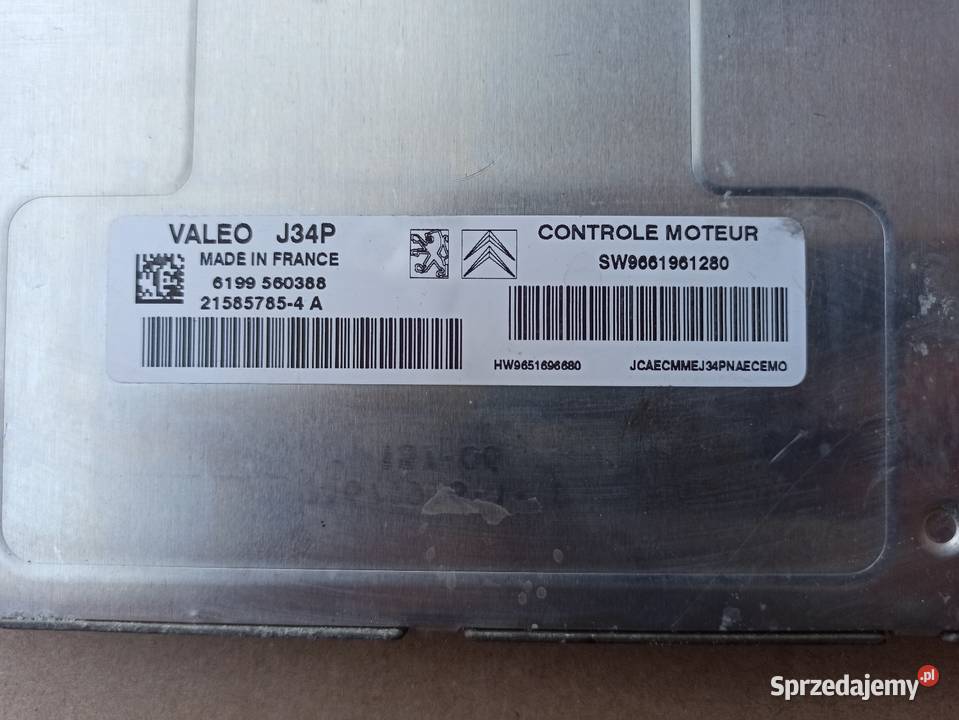 VALEO J34P
MADE IN FRANCE
6199 560388
21585785-4 A
CONTROLE MOTEUR
SW9661961280
HW9651696680
JCAECMMEJ34PNAECEMO
Sprzedajemy.pl